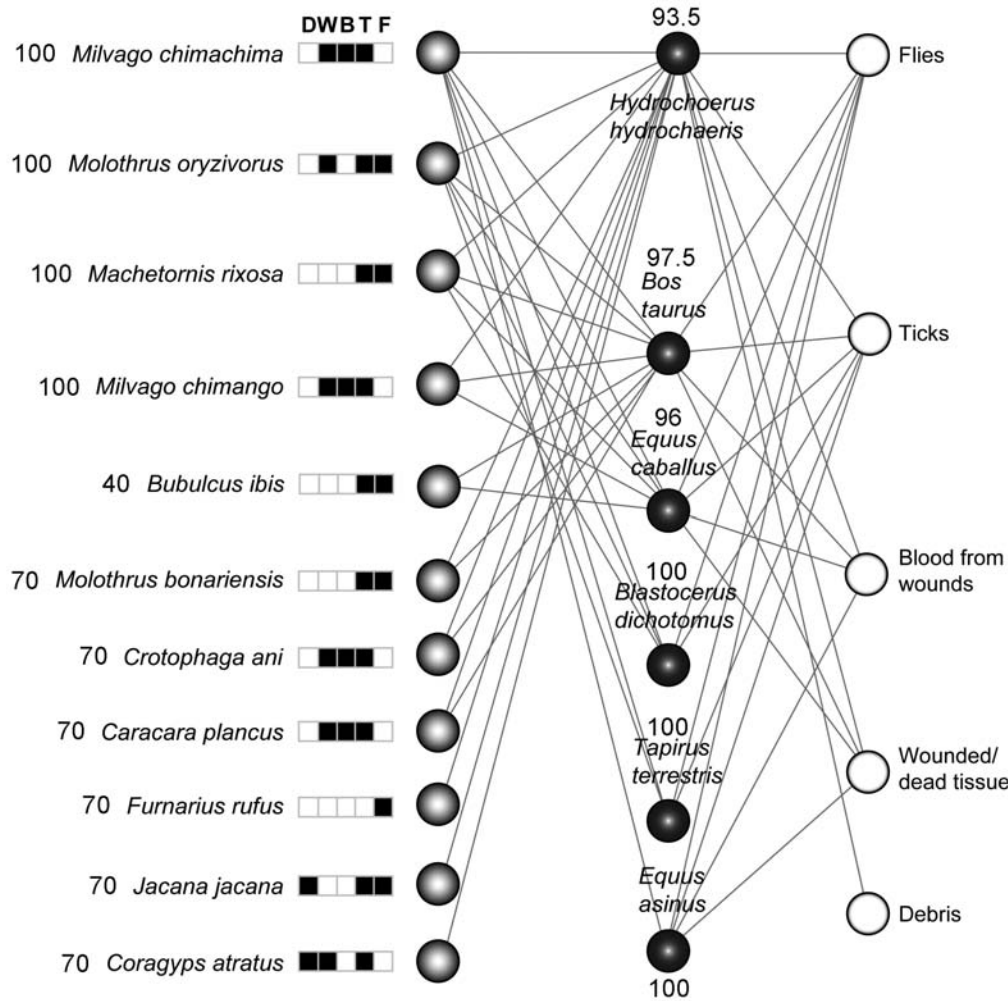 DWBTF
100 Milvago chimachima
100 Molothrus oryzivorus
100 Machetornis rixosa
100 Milvago chimango
40 Bubulcus ibis
70 Molothrus bonariensis
70 Crotophaga ani
70 Caracara plancus
70 Furnarius rufus
70 Jacana jacana
70 Coragyps atratus
93.5
Hydrochoerus
hydrochaeris
97.5
Bos
taurus
96
Equus
caballus
100
Blastocerus
dichotomus
100
Tapirus
terrestris
Equus
asinus
100
Flies
Ticks
Blood from
wounds
Wounded/
dead tissue
Debris